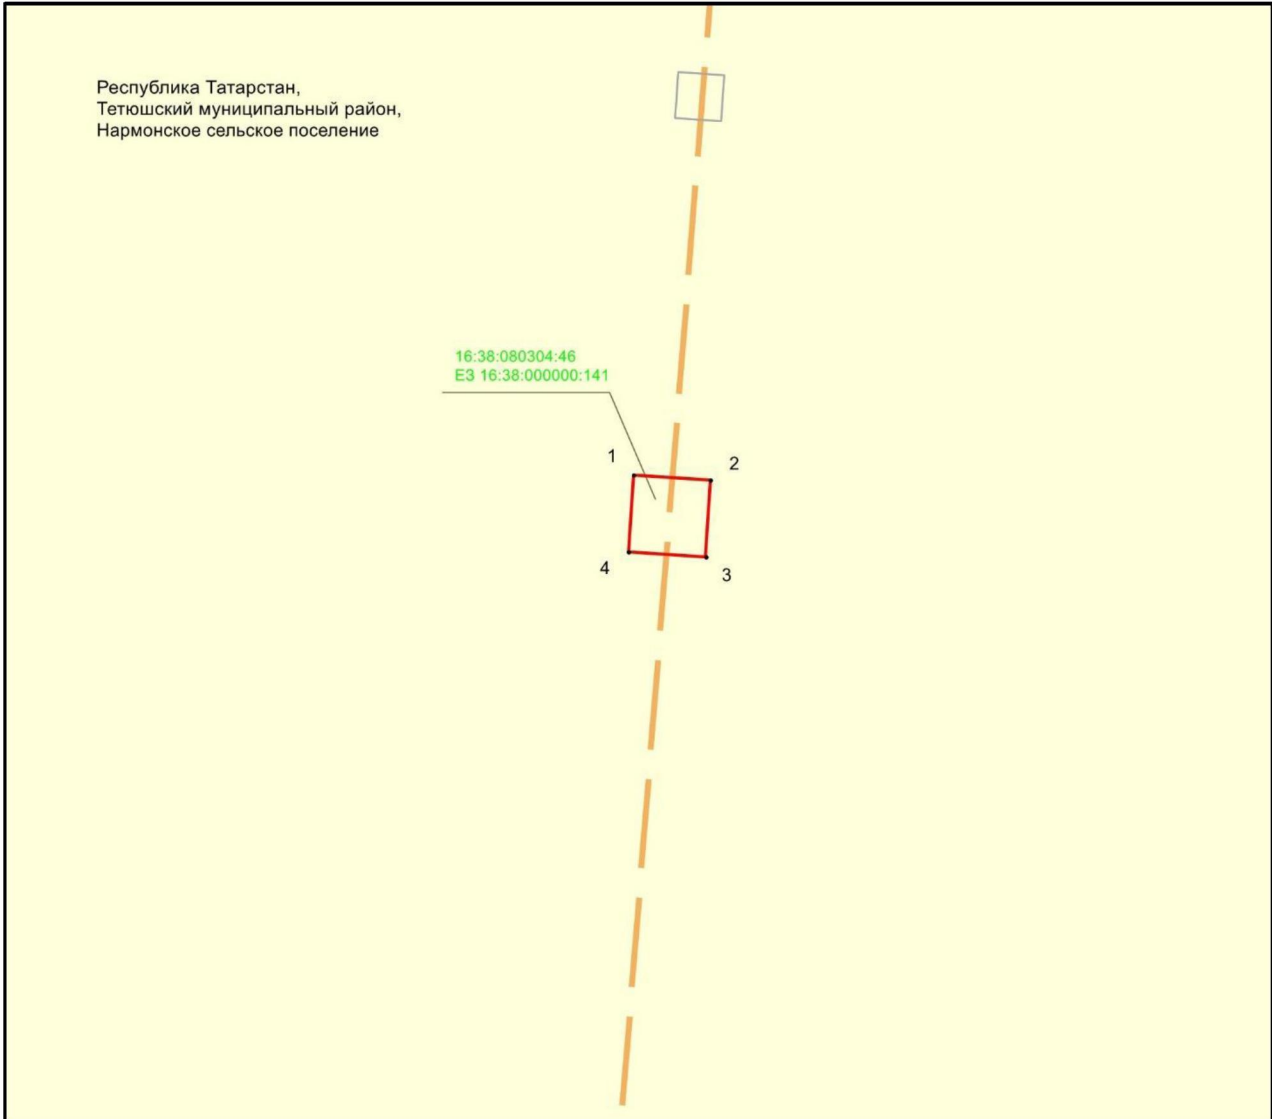 Республика Татарстан,
Тетюшский муниципальный район,
Нармонское сельское поселение
16:38:080304:46
ЕЗ 16:38:000000:141
1
2
4
3